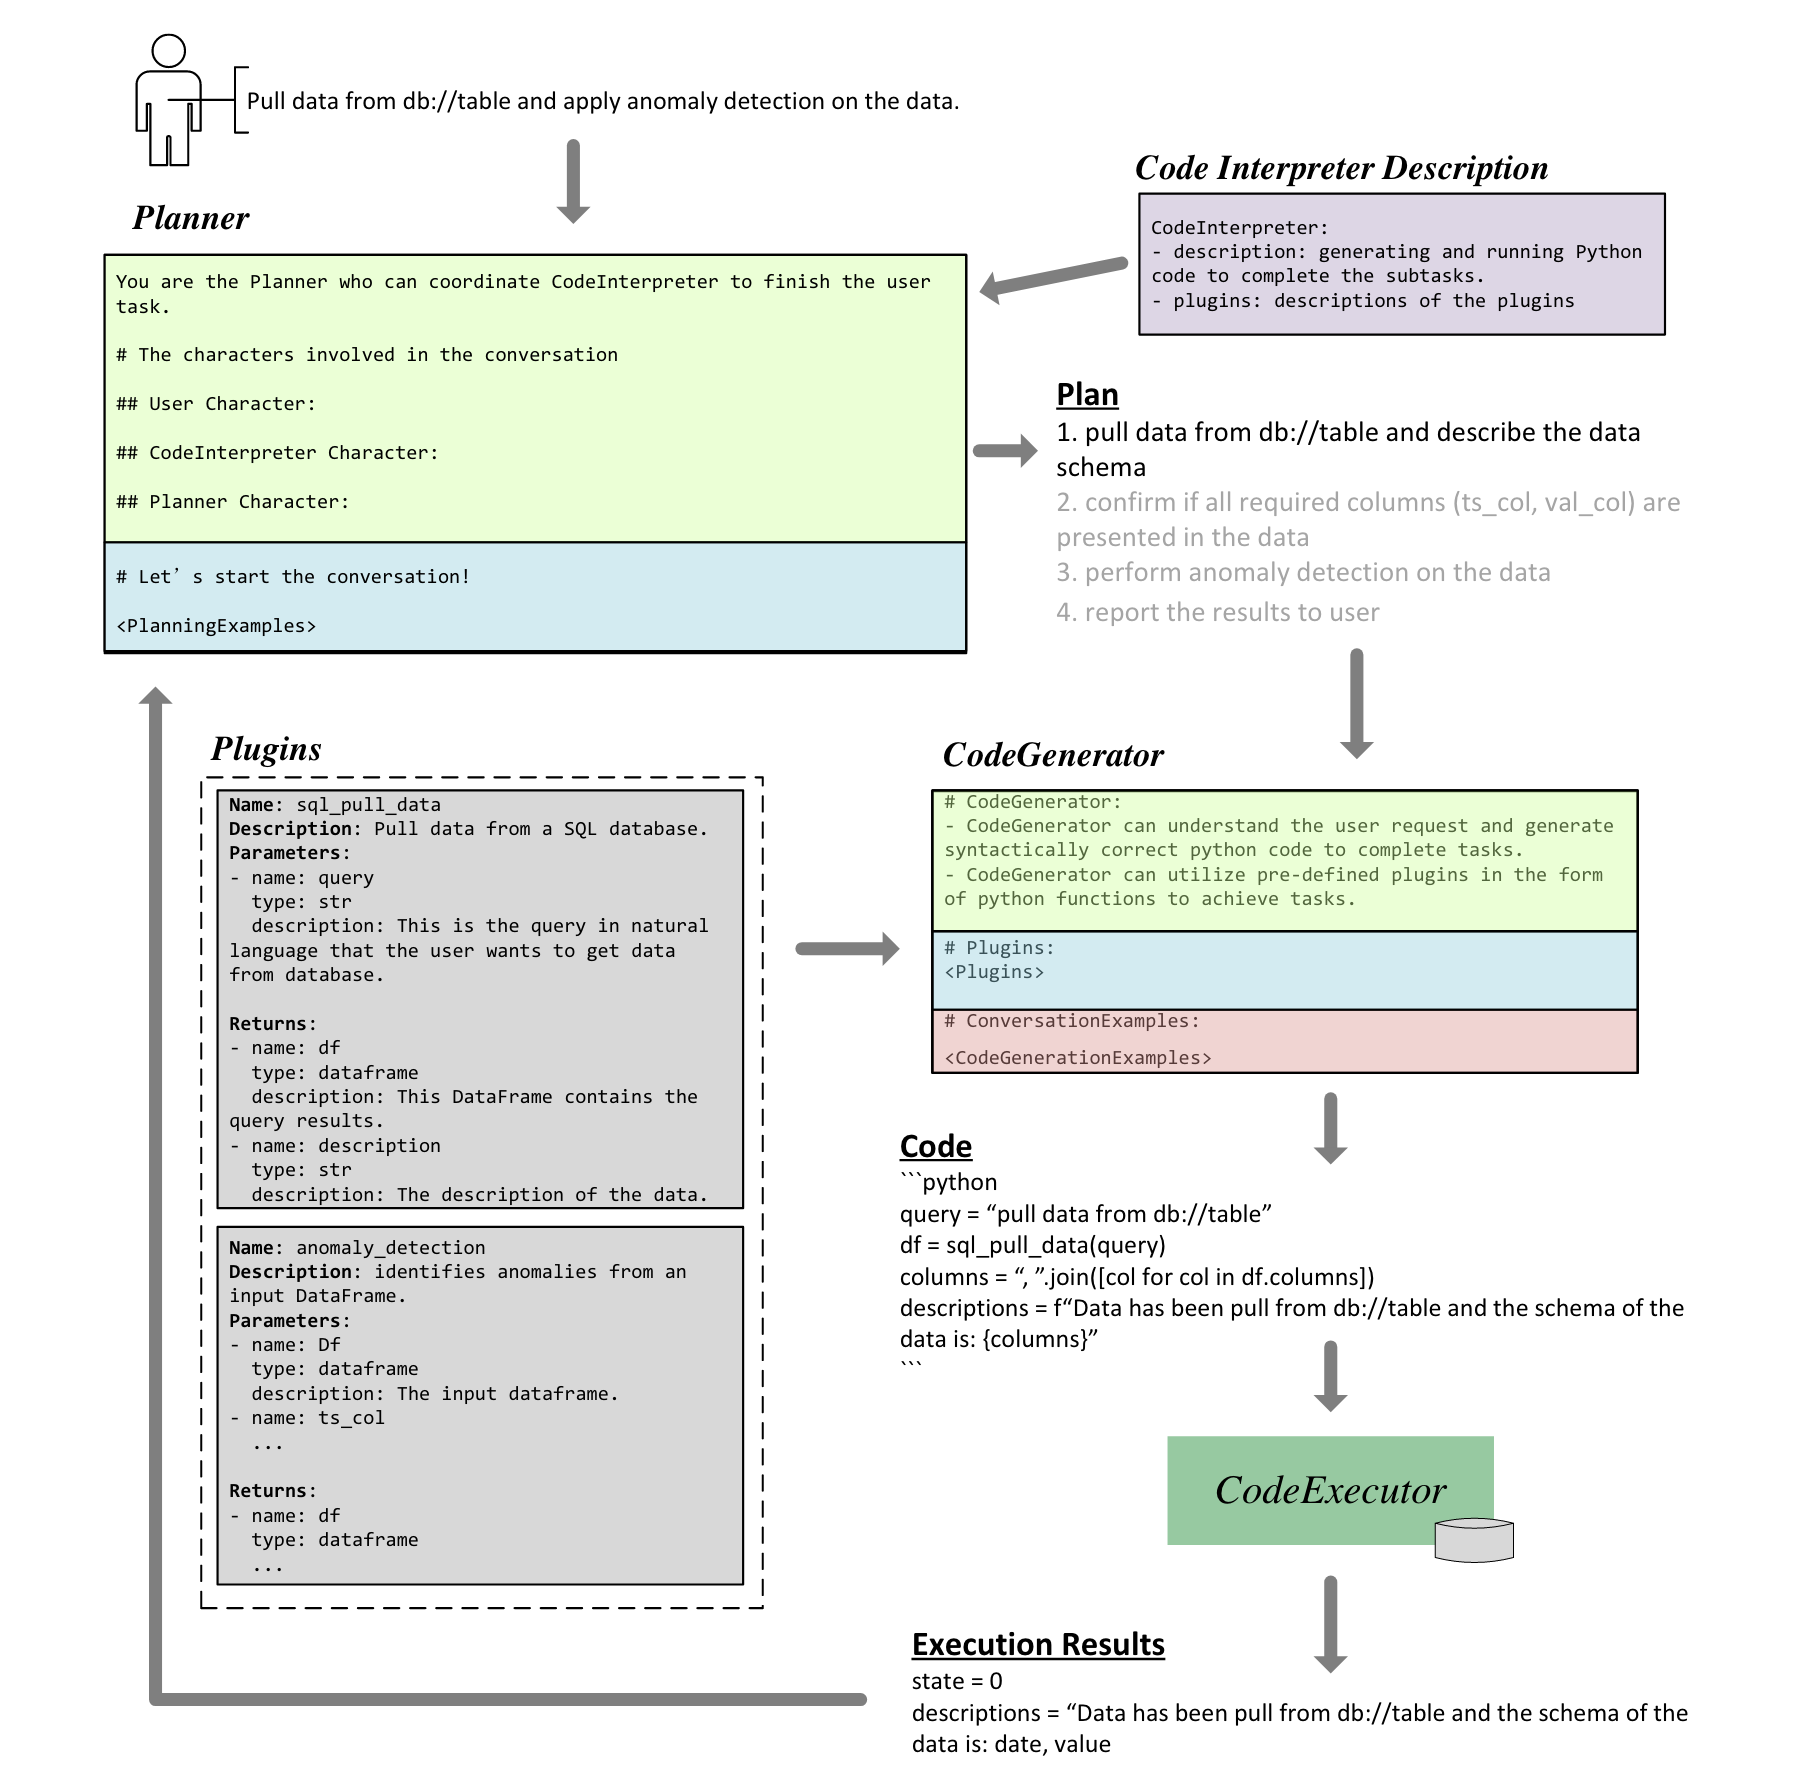 Pull data from db://table and apply anomaly detection on the data.
Code Interpreter Description
CodeInterpreter:
- description: generating and running Python
code to complete the subtasks.
- plugins: descriptions of the plugins
Planner
You are the Planner who can coordinate CodeInterpreter to finish the user
task.
# The characters involved in the conversation
## User Character:
## CodeInterpreter Character:
## Planner Character:
# Let’s start the conversation!
<PlanningExamples>
Plan
1. pull data from db://table and describe the data
schema
2. confirm if all required columns (ts_col, val_col) are
presented in the data
3. perform anomaly detection on the data
4. report the results to user
Plugins
Name: sql_pull_data
Description: Pull data from a SQL database.
Parameters:
- name: query
type: str
description: This is the query in natural
language that the user wants to get data
from database.
Returns:
- name: df
type: dataframe
description: This DataFrame contains the
query results.
- name: description
type: str
description: The description of the data.
Name: anomaly_detection
Description: identifies anomalies from an
input DataFrame.
Parameters:
- name: Df
type: dataframe
description: The input dataframe.
- name: ts_col
...
Returns:
- name: df
type: dataframe
...
CodeGenerator
# CodeGenerator:
- CodeGenerator can understand the user request and generate
syntactically correct python code to complete tasks.
- CodeGenerator can utilize pre-defined plugins in the form
of python functions to achieve tasks.
# Plugins:
<Plugins>
# ConversationExamples:
<CodeGenerationExamples>
Code
```python
query = “pull data from db://table”
df = sql_pull_data(query)
columns = “, ”.join([col for col in df.columns])
descriptions = f“Data has been pull from db://table and the schema of the
data is: {columns}”
```
CodeExecutor
Execution Results
state = 0
descriptions = “Data has been pull from db://table and the schema of the
data is: date, value